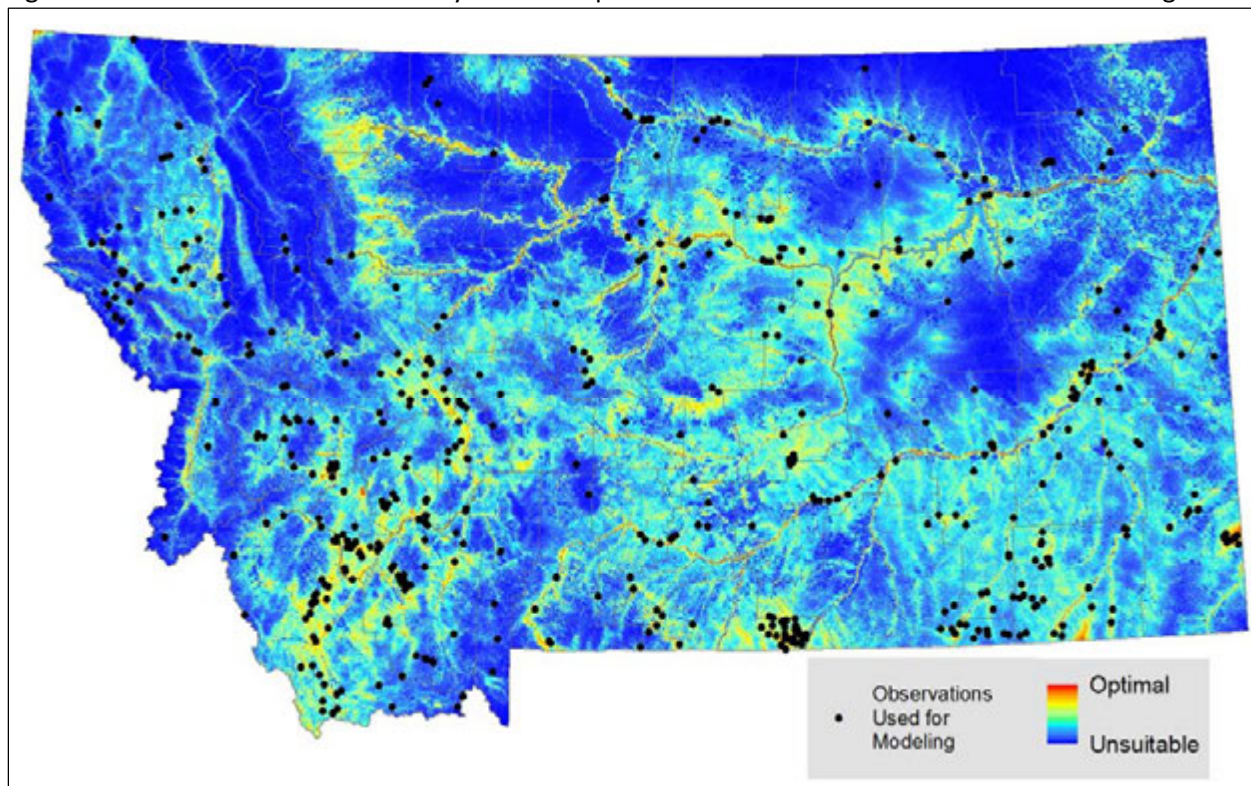 Observations
Used for
Modeling
Optimal
Unsuitable